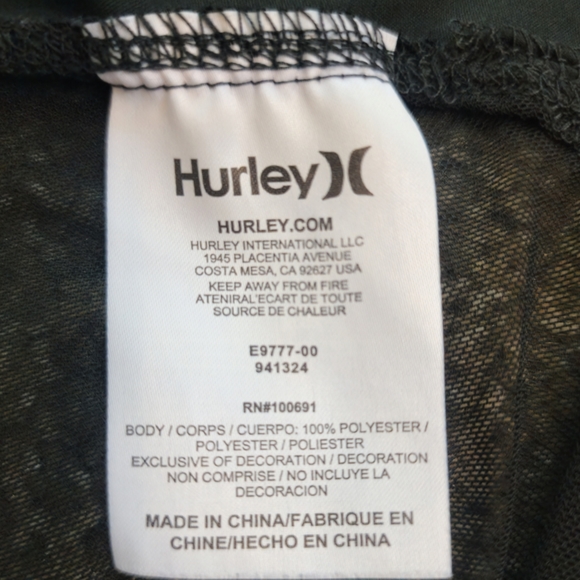 Hurley
HURLEY.COM
HURLEY INTERNATIONAL LLC
1945 PLACENTIA AVENUE
COSTA MESA, CA 92627 USA
KEEP AWAY FROM FIRE
ATENIRAL'ECART DE TOUTE
SOURCE DE CHALEUR
E9777-00
941324
RN#100691
BODY / CORPS / CUERPO: 100% POLYESTER /
POLYESTER / POLIESTER
EXCLUSIVE OF DECORATION / DECORATION
NON COMPRISE / NO INCLUYE LA
DECORACION
MADE IN CHINA/FABRIQUE EN
CHINE/HECHO EN CHINA